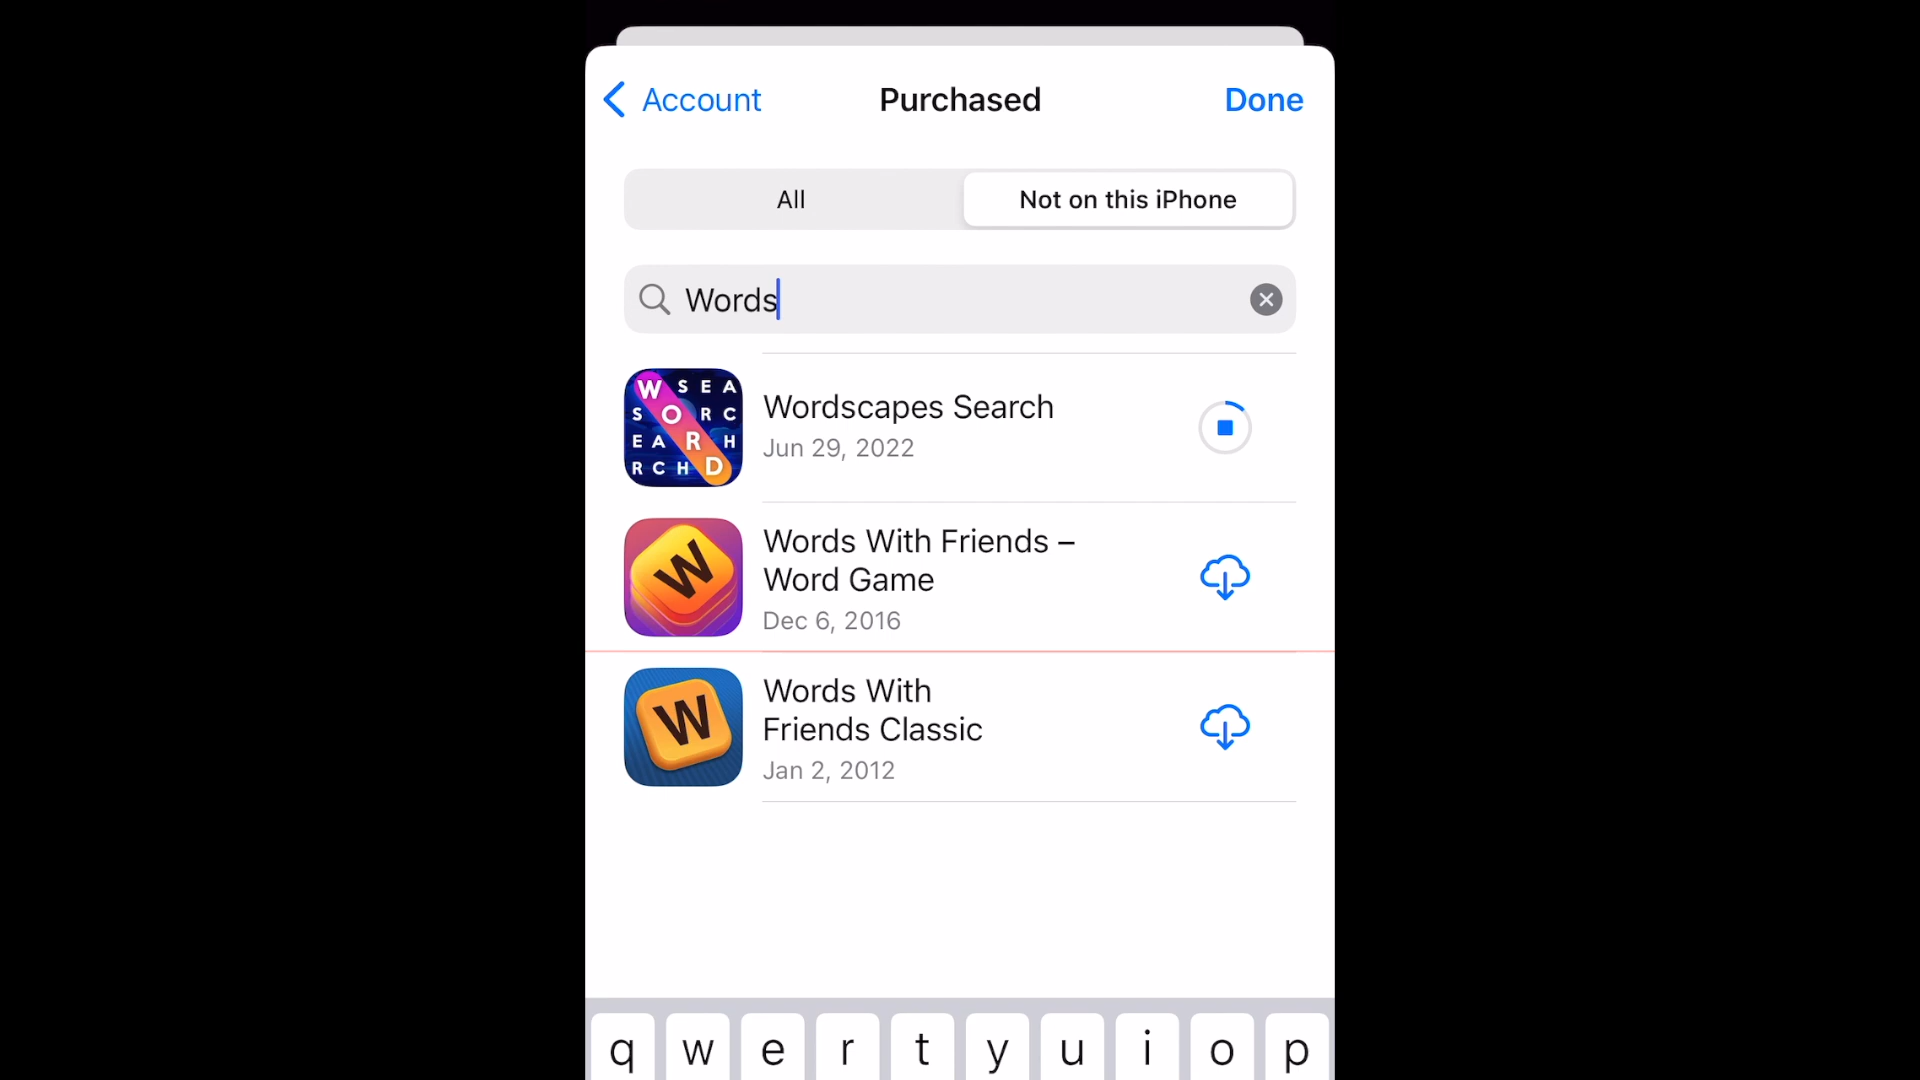 Account
Purchased
Done
All
Not on this iPhone
Words
W S E A
S O R C
E A R H
R C H D
Wordscapes Search
Jun 29, 2022
W
Words With Friends –
Word Game
Dec 6, 2016
W
Words With
Friends Classic
Jan 2, 2012
q w e r t y u i o p